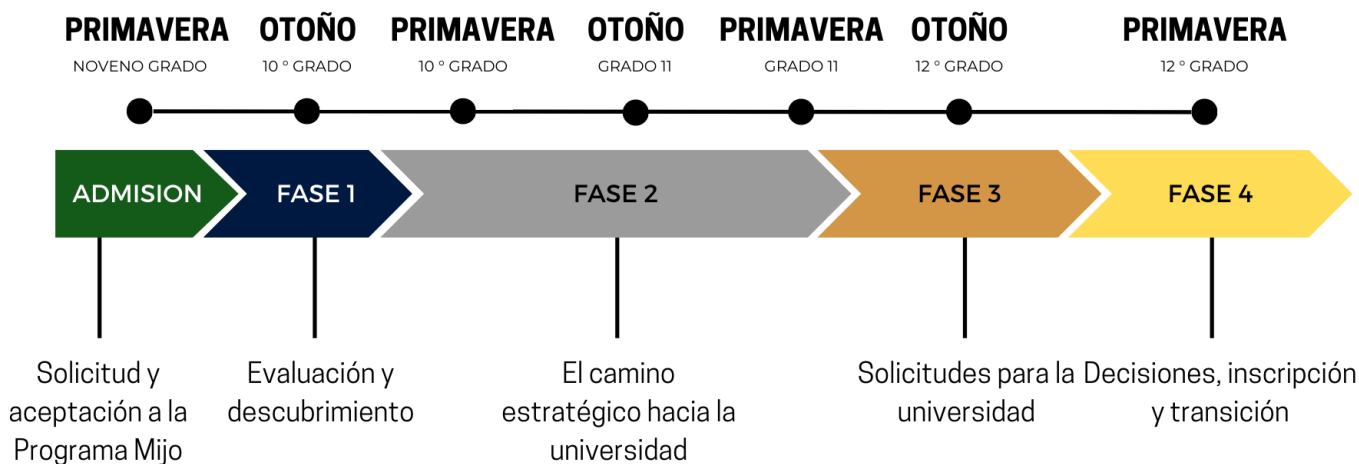 PRIMAVERA OTOÑO PRIMAVERA OTOÑO PRIMAVERA OTOÑO PRIMAVERA
NOVENO GRADO 10 ° GRADO 10 ° GRADO GRADO 11 GRADO 11 12 ° GRADO 12 ° GRADO
ADMISION FASE 1 FASE 2 FASE 3 FASE 4
Solicitud y
aceptación a la
Programa Mijo
Evaluación y
descubrimiento
El camino
estratégico hacia la
universidad
Solicitudes para la
universidad
Decisiones, inscripción
y transición